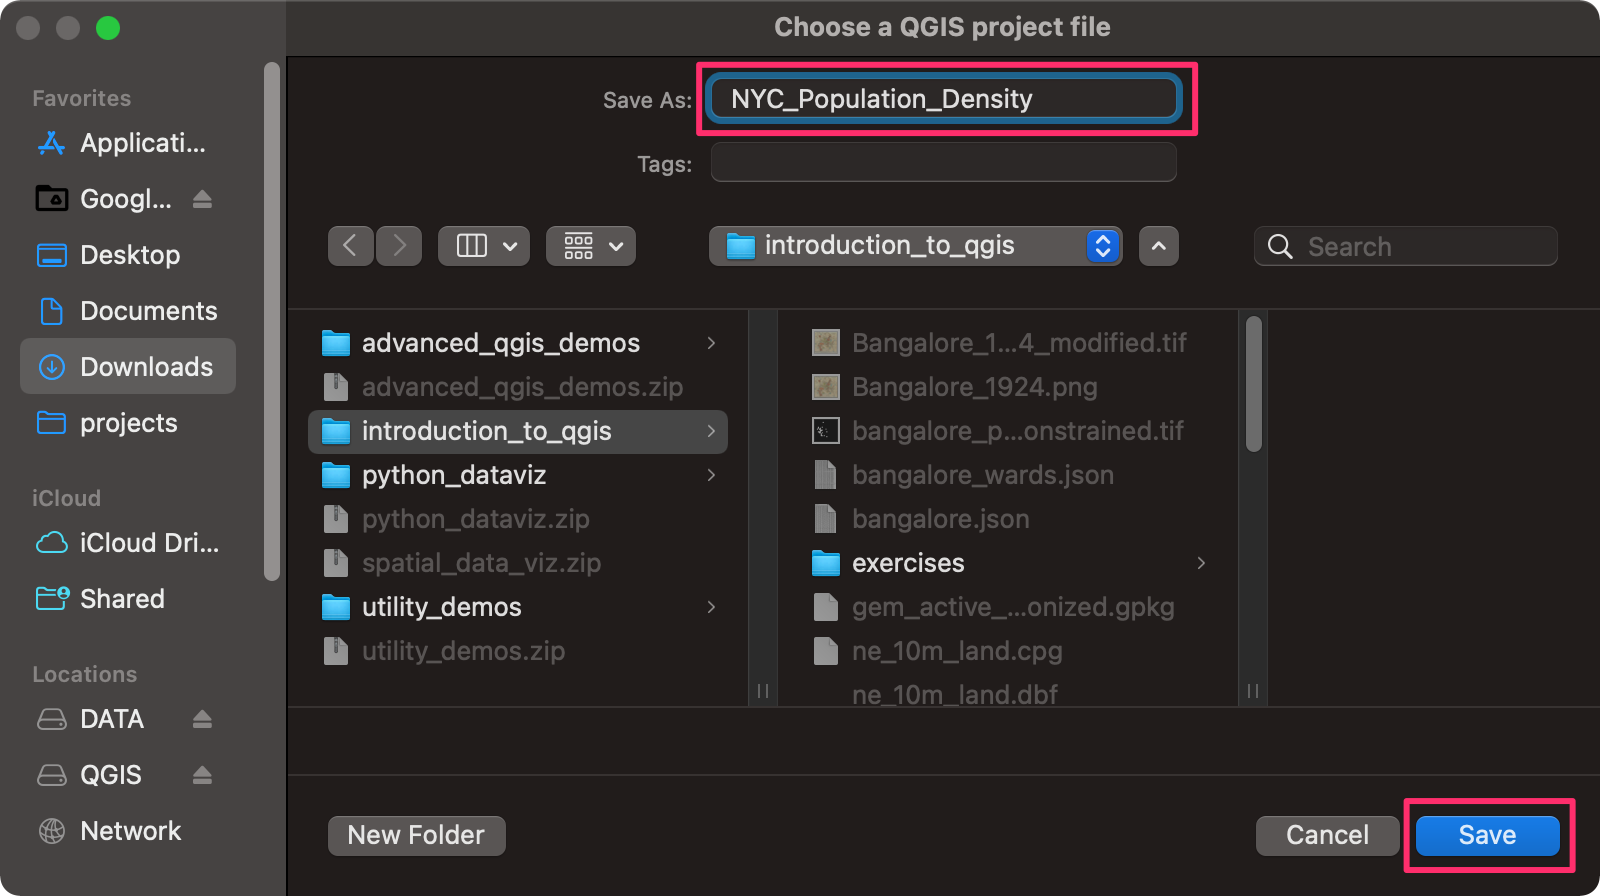 Choose a QGIS project file
Save As: NYC_Population_Density
Tags:
introduction_to_qgis
Search
Favorites
Applicati...
Googl...
Desktop
Documents
Downloads
projects
iCloud
iCloud Dri...
Shared
Locations
DATA
QGIS
Network
advanced_qgis_demos
advanced_qgis_demos.zip
introduction_to_qgis
python_dataviz
python_dataviz.zip
spatial_data_viz.zip
utility_demos
utility_demos.zip
Bangalore_1...4_modified.tif
Bangalore_1924.png
bangalore_p...onstrained.tif
bangalore_wards.json
bangalore.json
exercises
gem_active_...onized.gpkg
ne_10m_land.cpg
ne_10m_land.dbf
New Folder
Cancel
Save